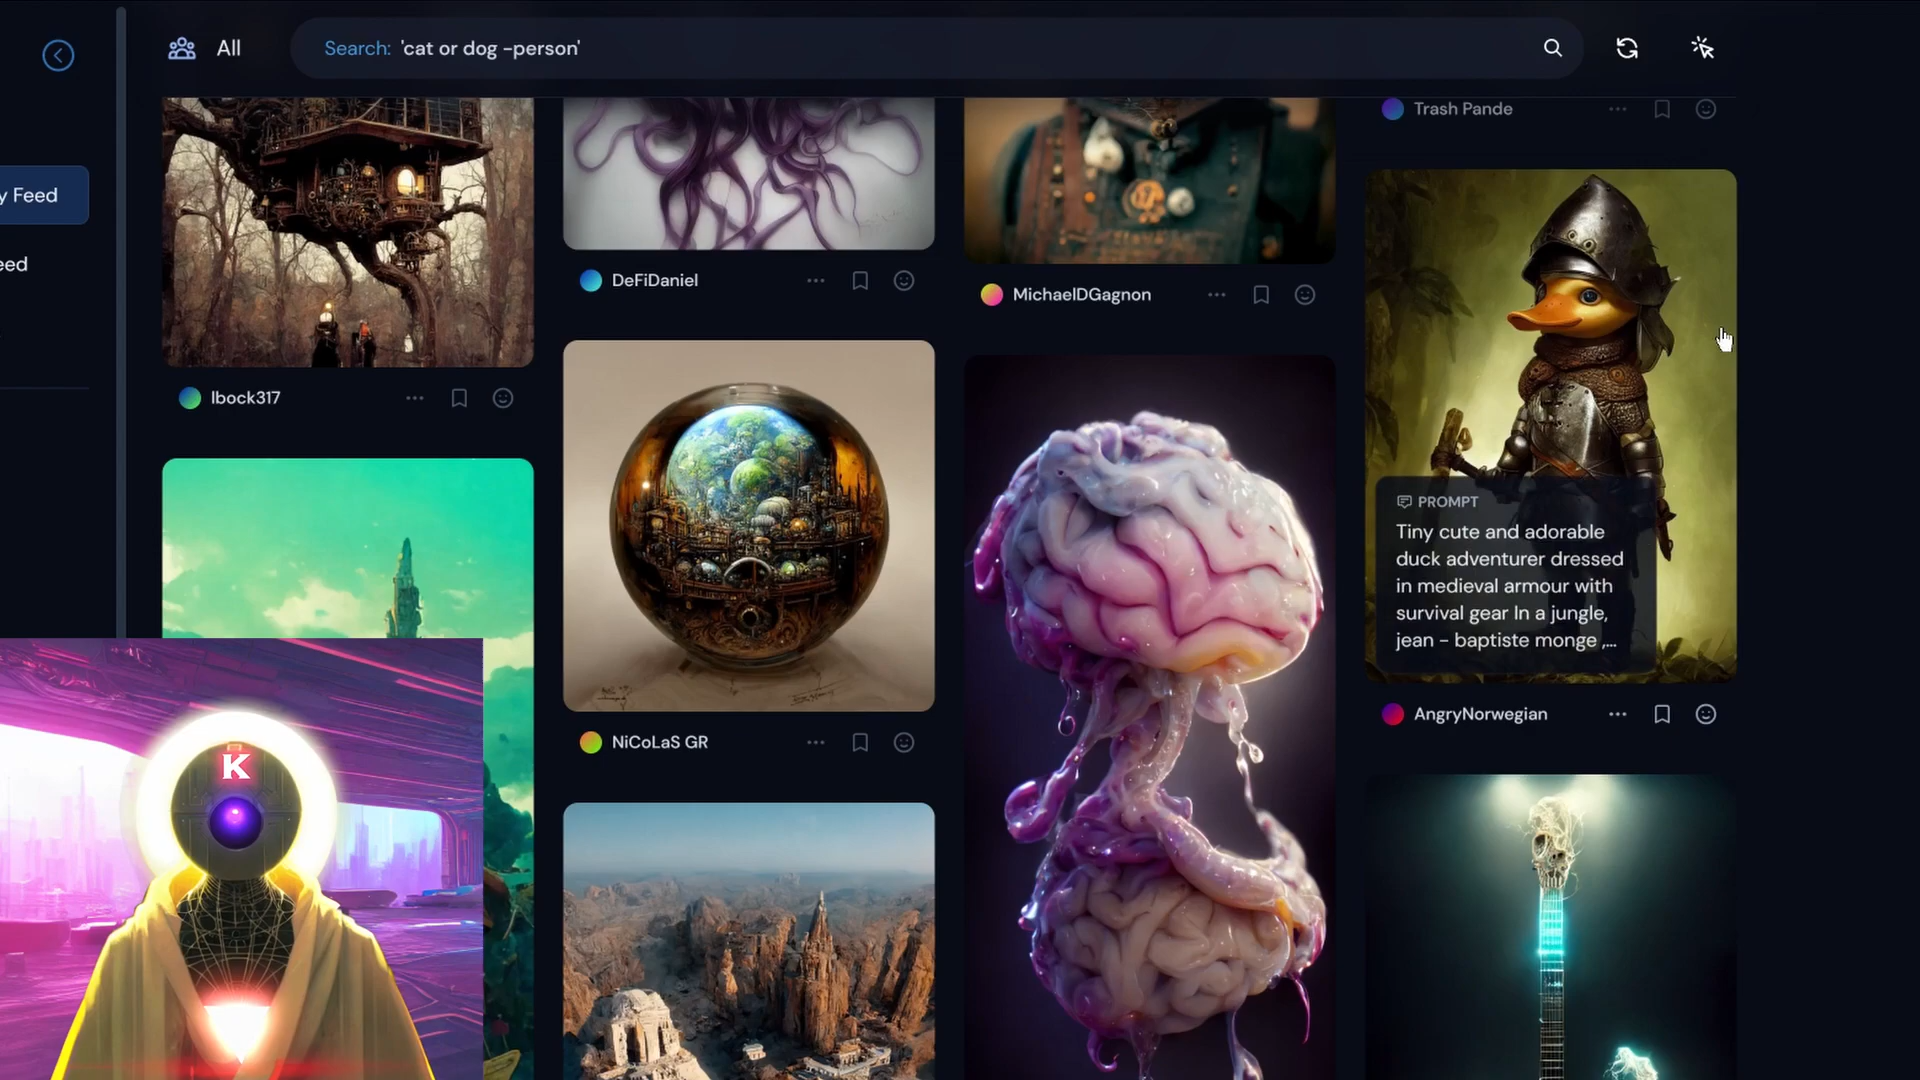 All
Search: 'cat or dog -person'
y Feed
eed
Trash Pande
DeFiDaniel
MichaelDGagnon
lbock317
PROMPT
Tiny cute and adorable
duck adventurer dressed
in medieval armour with
survival gear In a jungle,
jean - baptiste monge ,...
AngryNorwegian
NiCoLaS GR
K